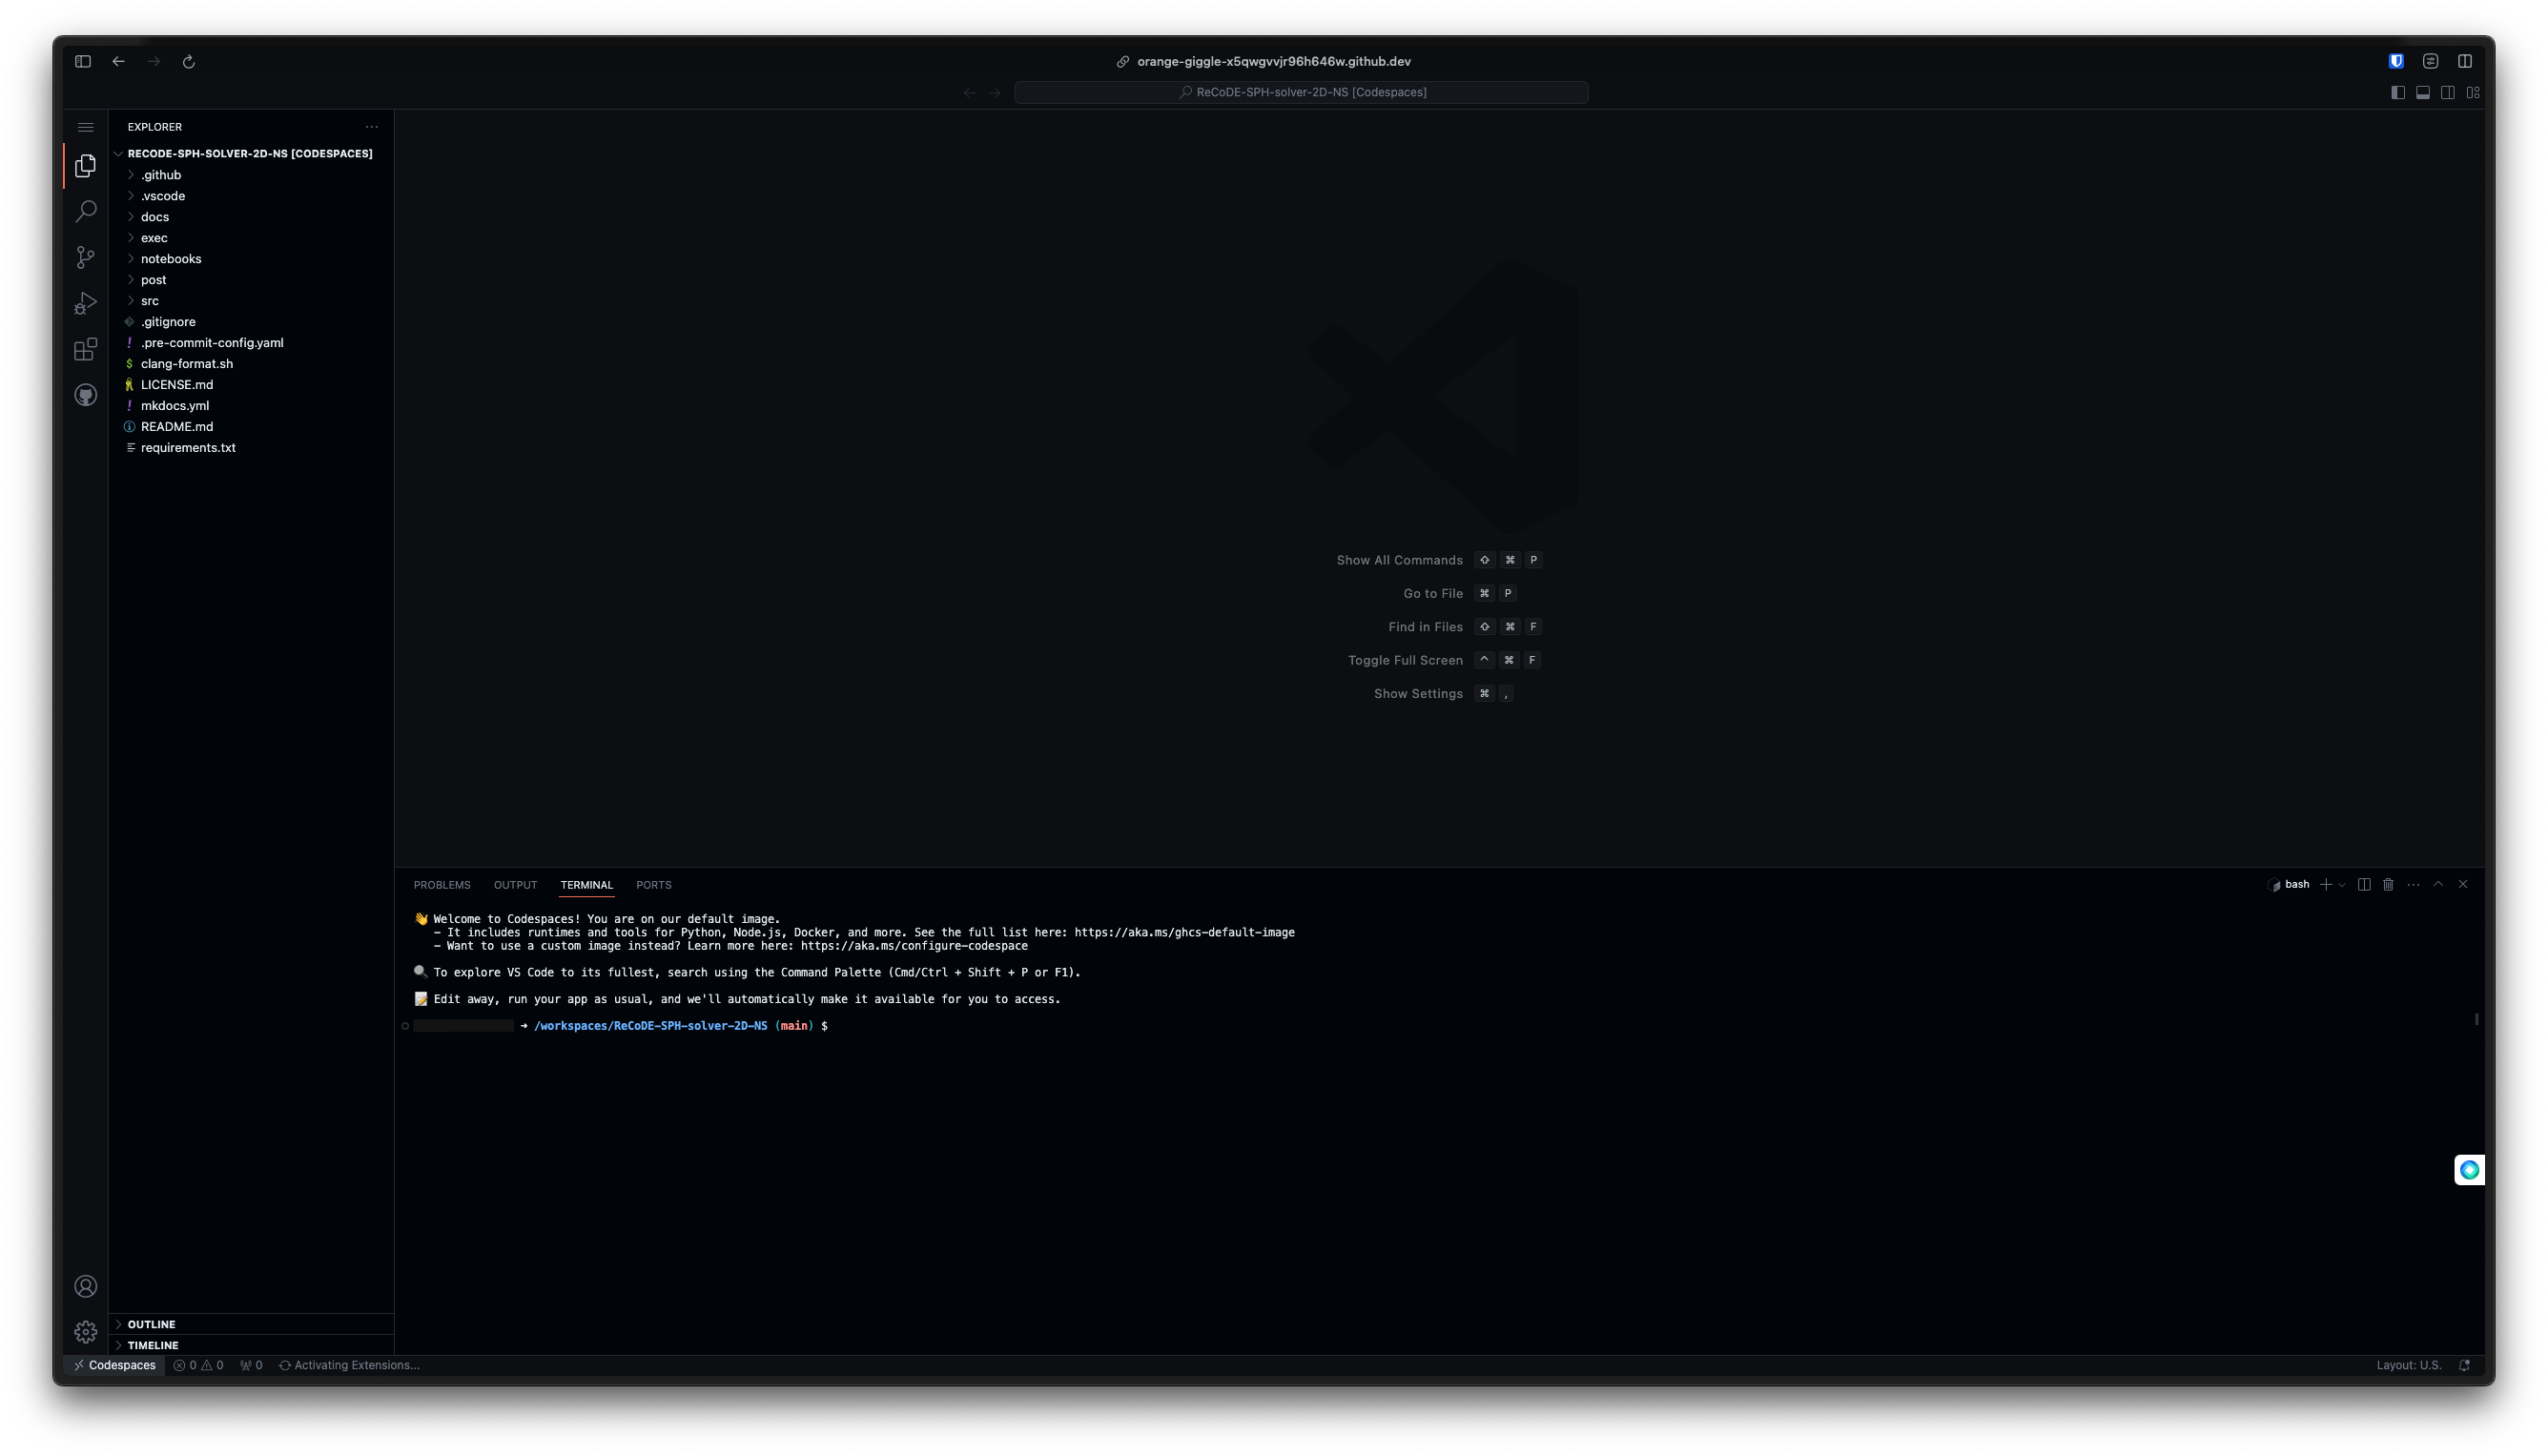 orange-giggle-x5qwgvvjr96h646w.github.dev
ReCoDE-SPH-solver-2D-NS [Codespaces]
EXPLORER
RECODE-SPH-SOLVER-2D-NS [CODESPACES]
.github
.vscode
docs
exec
notebooks
post
src
.gitignore
! .pre-commit-config.yaml
$ clang-format.sh
LICENSE.md
! mkdocs.yml
README.md
requirements.txt
Show All Commands ⇧ ⌘ P
Go to File ⌘ P
Find in Files ⇧ ⌘ F
Toggle Full Screen ^ ⌘ F
Show Settings ⌘ ,
PROBLEMS OUTPUT TERMINAL PORTS
bash
👋 Welcome to Codespaces! You are on our default image.
- It includes runtimes and tools for Python, Node.js, Docker, and more. See the full list here: https://aka.ms/ghcs-default-image
- Want to use a custom image instead? Learn more here: https://aka.ms/configure-codespace
🔍 To explore VS Code to its fullest, search using the Command Palette (Cmd/Ctrl + Shift + P or F1).
📝 Edit away, run your app as usual, and we'll automatically make it available for you to access.
➜ /workspaces/ReCoDE-SPH-solver-2D-NS (main) $
OUTLINE
TIMELINE
Codespaces 0 0 0 Activating Extensions... Layout: U.S.